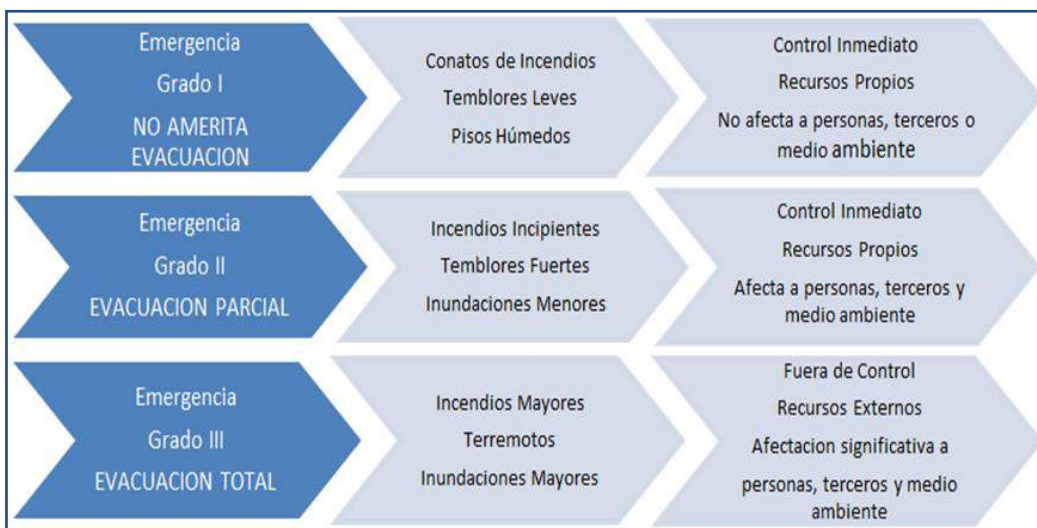 Emergencia
Grado I
NO AMERITA
EVACUACION
Conatos de Incendios
Temblores Leves
Pisos Húmedos
Control Inmediato
Recursos Propios
No afecta a personas, terceros o
medio ambiente
Emergencia
Grado II
EVACUACION PARCIAL
Incendios Incipientes
Temblores Fuertes
Inundaciones Menores
Control Inmediato
Recursos Propios
Afecta a personas, terceros y
medio ambiente
Emergencia
Grado III
EVACUACION TOTAL
Incendios Mayores
Terremotos
Inundaciones Mayores
Fuera de Control
Recursos Externos
Afectacion significativa a
personas, terceros y medio
ambiente